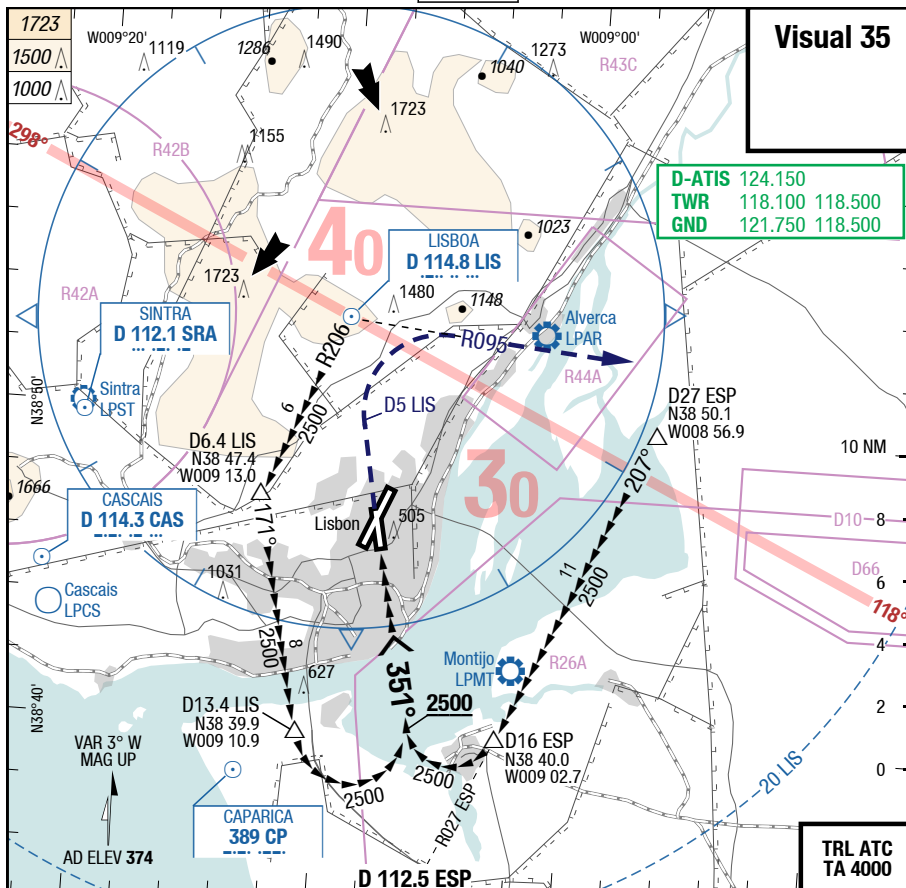 1723
1500
1000
W009°20'
1119
1286
1490
1040
1273
W009°00'
R43C
Visual 35
298°
R42B
1155
1723
D-ATIS 124.150
TWR 118.100 118.500
GND 121.750 118.500
40
1023
LISBOA
D 114.8 LIS
1723
R42A
1480
1148
SINTRA
D 112.1 SRA
Alverca
LPAR
R206
R095
R44A
N38°50'
Sintra
LPST
6
2500
D5 LIS
D27 ESP
N38 50.1
W008 56.9
D6.4 LIS
N38 47.4
W009 13.0
207°
10 NM
1666
30
CASCAIS
D 114.3 CAS
171°
Lisbon
505
D10
8
11
2500
D66
6
1031
Cascais
LPCS
118°
8
2500
4
627
351°
Montijo
LPMT
R26A
N38°40'
D13.4 LIS
N38 39.9
W009 10.9
2500
2
D16 ESP
N38 40.0
W009 02.7
VAR 3° W
MAG UP
2500
2500
0
20 LIS
R027 ESP
CAPARICA
389 CP
AD ELEV 374
D 112.5 ESP
TRL ATC
TA 4000